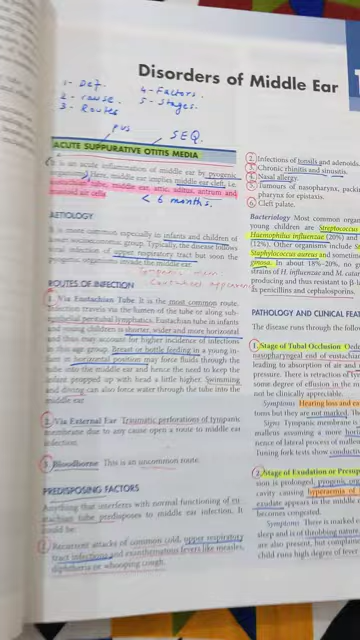 1- Def.
2- cause.
3- Routes
4- Factors.
5- Stages.
Disorders of Middle Ear
pus
SEQ.
ACUTE SUPPURATIVE OTITIS MEDIA
It is an acute inflammation of middle ear by pyogenic
organisms. Here, middle ear implies middle ear cleft, i.e.
eustachian tube, middle ear, attic, aditus, antrum and
mastoid air cells.
< 6 months.
AETIOLOGY
It is more common especially in infants and children of
lower socioeconomic group. Typically, the disease follows
viral infection of upper respiratory tract but soon the
pyogenic organisms invade the middle ear.
ROUTES OF INFECTION
1. Via Eustachian Tube It is the most common route.
Infection travels via the lumen of the tube or along sub-
epithelial peritubal lymphatics. Eustachian tube in infants
and young children is shorter, wider and more horizontal
and thus may account for higher incidence of infections
in this age group. Breast or bottle feeding in a young in-
fant in horizontal position may force fluids through the
tube into the middle ear and hence the need to keep the
infant propped up with head a little higher. Swimming
and diving can also force water through the tube into the
middle ear.
2. Via External Ear Traumatic perforations of tympanic
membrane due to any cause open a route to middle ear
infection.
3. Bloodborne This is an uncommon route.
PREDISPOSING FACTORS
Anything that interferes with normal functioning of eu-
stachian tube predisposes to middle ear infection. It
could be:
1. Recurrent attacks of common cold, upper respiratory
tract infections and exanthematous fevers like measles,
diphtheria or whooping cough.
2. Infections of tonsils and adenoids.
3. Chronic rhinitis and sinusitis.
4. Nasal allergy.
5. Tumours of nasopharynx, packing
for epistaxis.
6. Cleft palate.
Bacteriology Most common organisms
young children are Streptococcus
Haemophilus influenzae (20%) and
(12%). Other organisms include
Staphylococcus aureus and sometimes
ginosa. In about 18%–20%, no gr
strains of H. influenzae and M. catar
producing and thus resistant to β-la
penicillins and cephalosporins.
PATHOLOGY AND CLINICAL FEAT
The disease runs through the follow
1. Stage of Tubal Occlusion Oede
nasopharyngeal end of eustachian
leading to absorption of air and
pressure. There is retraction of Tym
some degree of effusion in the m
not be clinically appreciable.
Symptoms Hearing loss and ea
toms but they are not marked. T
Signs Tympanic membrane is
malleus assuming a more hori
nence of lateral process of malleu
Tuning fork tests show conductiv
2. Stage of Exudation or Presup
sion is prolonged, pyogenic orga
cavity causing hyperaemia of
exudate appears in the middle e
becomes congested.
Symptoms There is marked
sleep and is of throbbing nature
are also present, but complaine
child runs high degree of fever